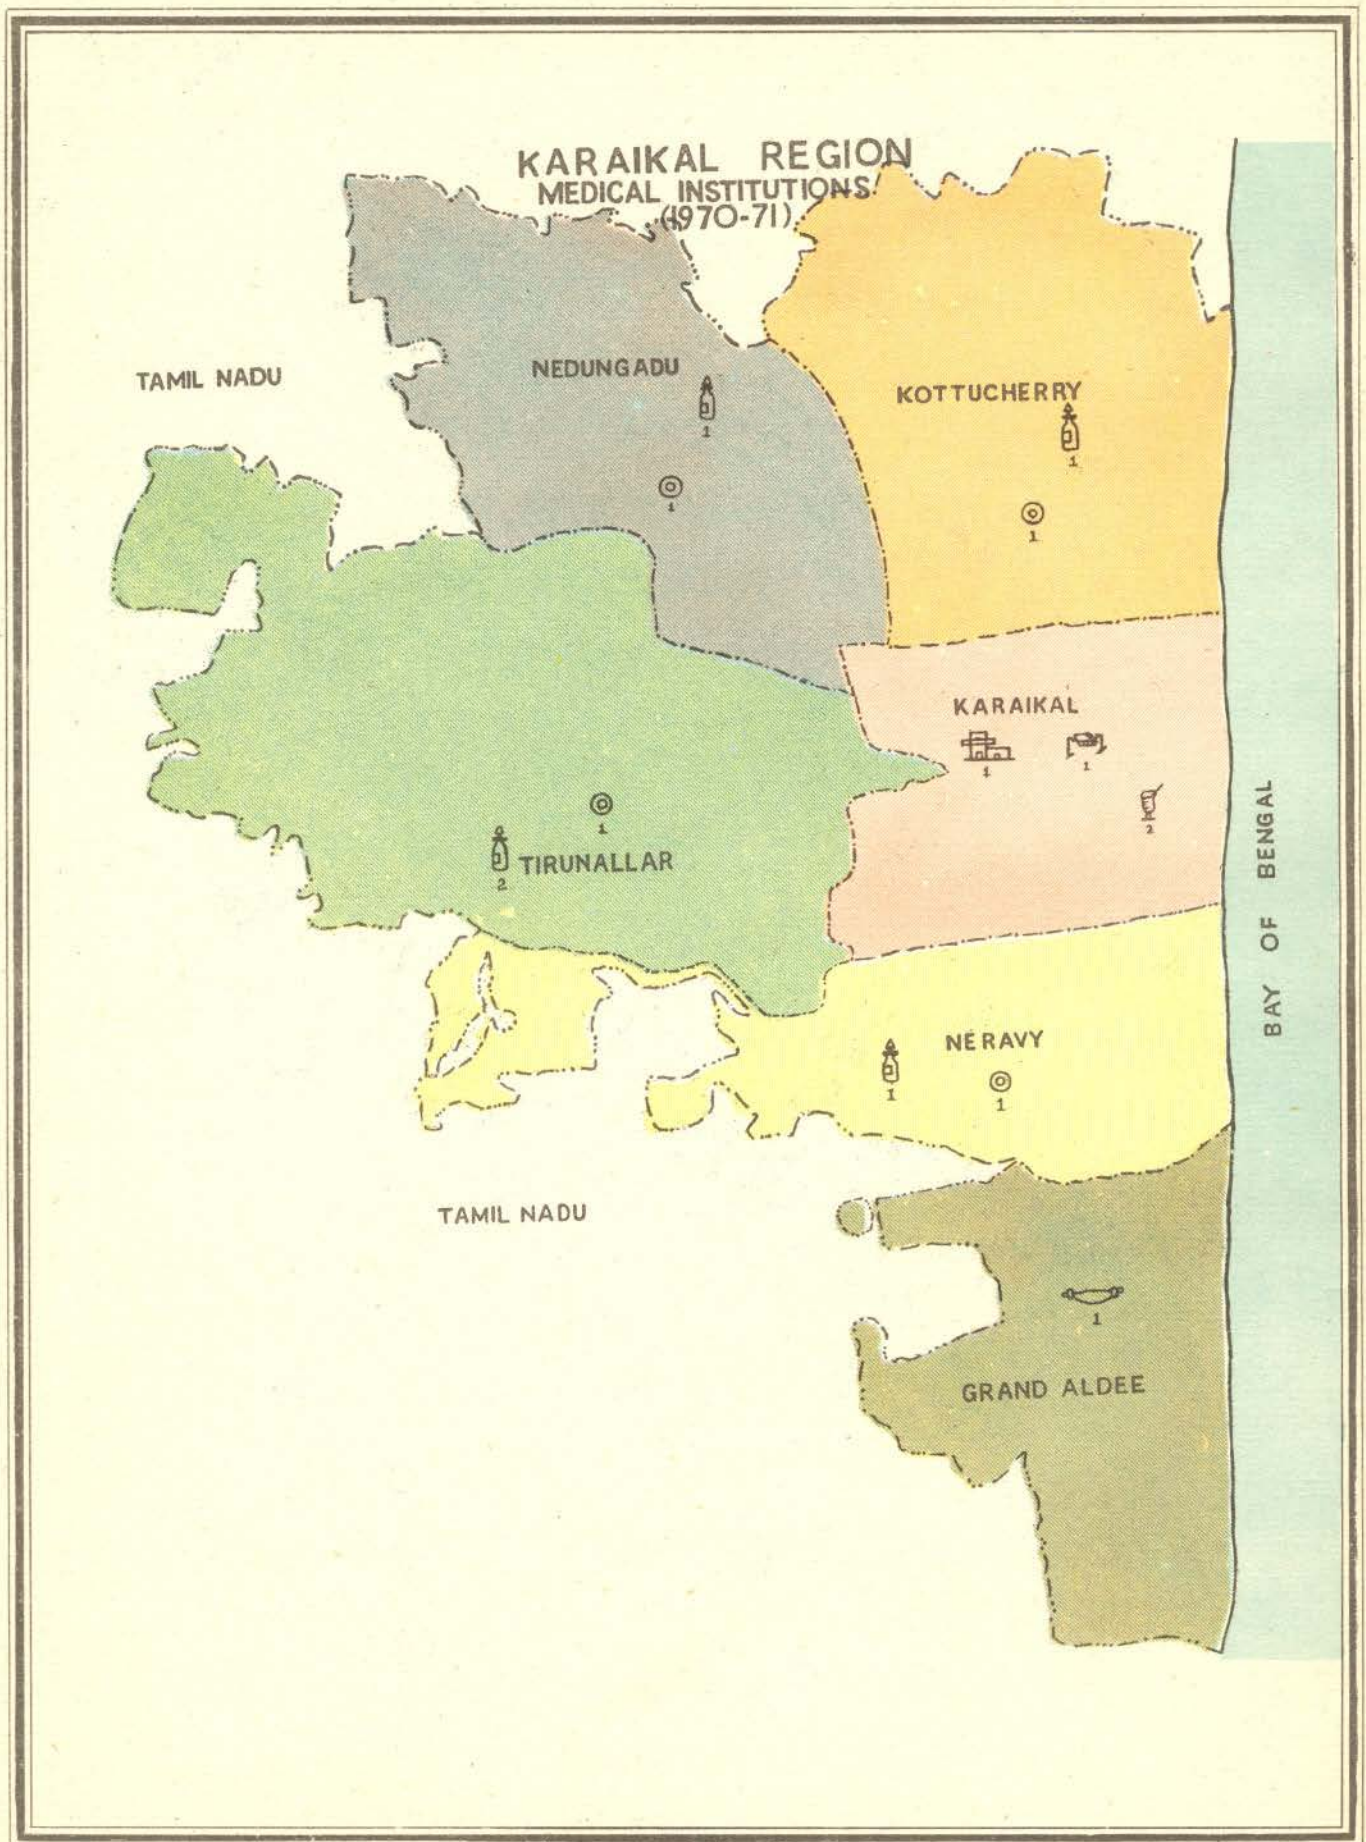 KARAIKAL REGION
MEDICAL INSTITUTIONS
(1970-71)
TAMIL NADU
NEDUNGADU
1
1
KOTTUCHERRY
1
1
KARAIKAL
1
1
2
1
TIRUNALLAR
2
BAY OF BENGAL
NERAVY
1
1
TAMIL NADU
1
GRAND ALDEE